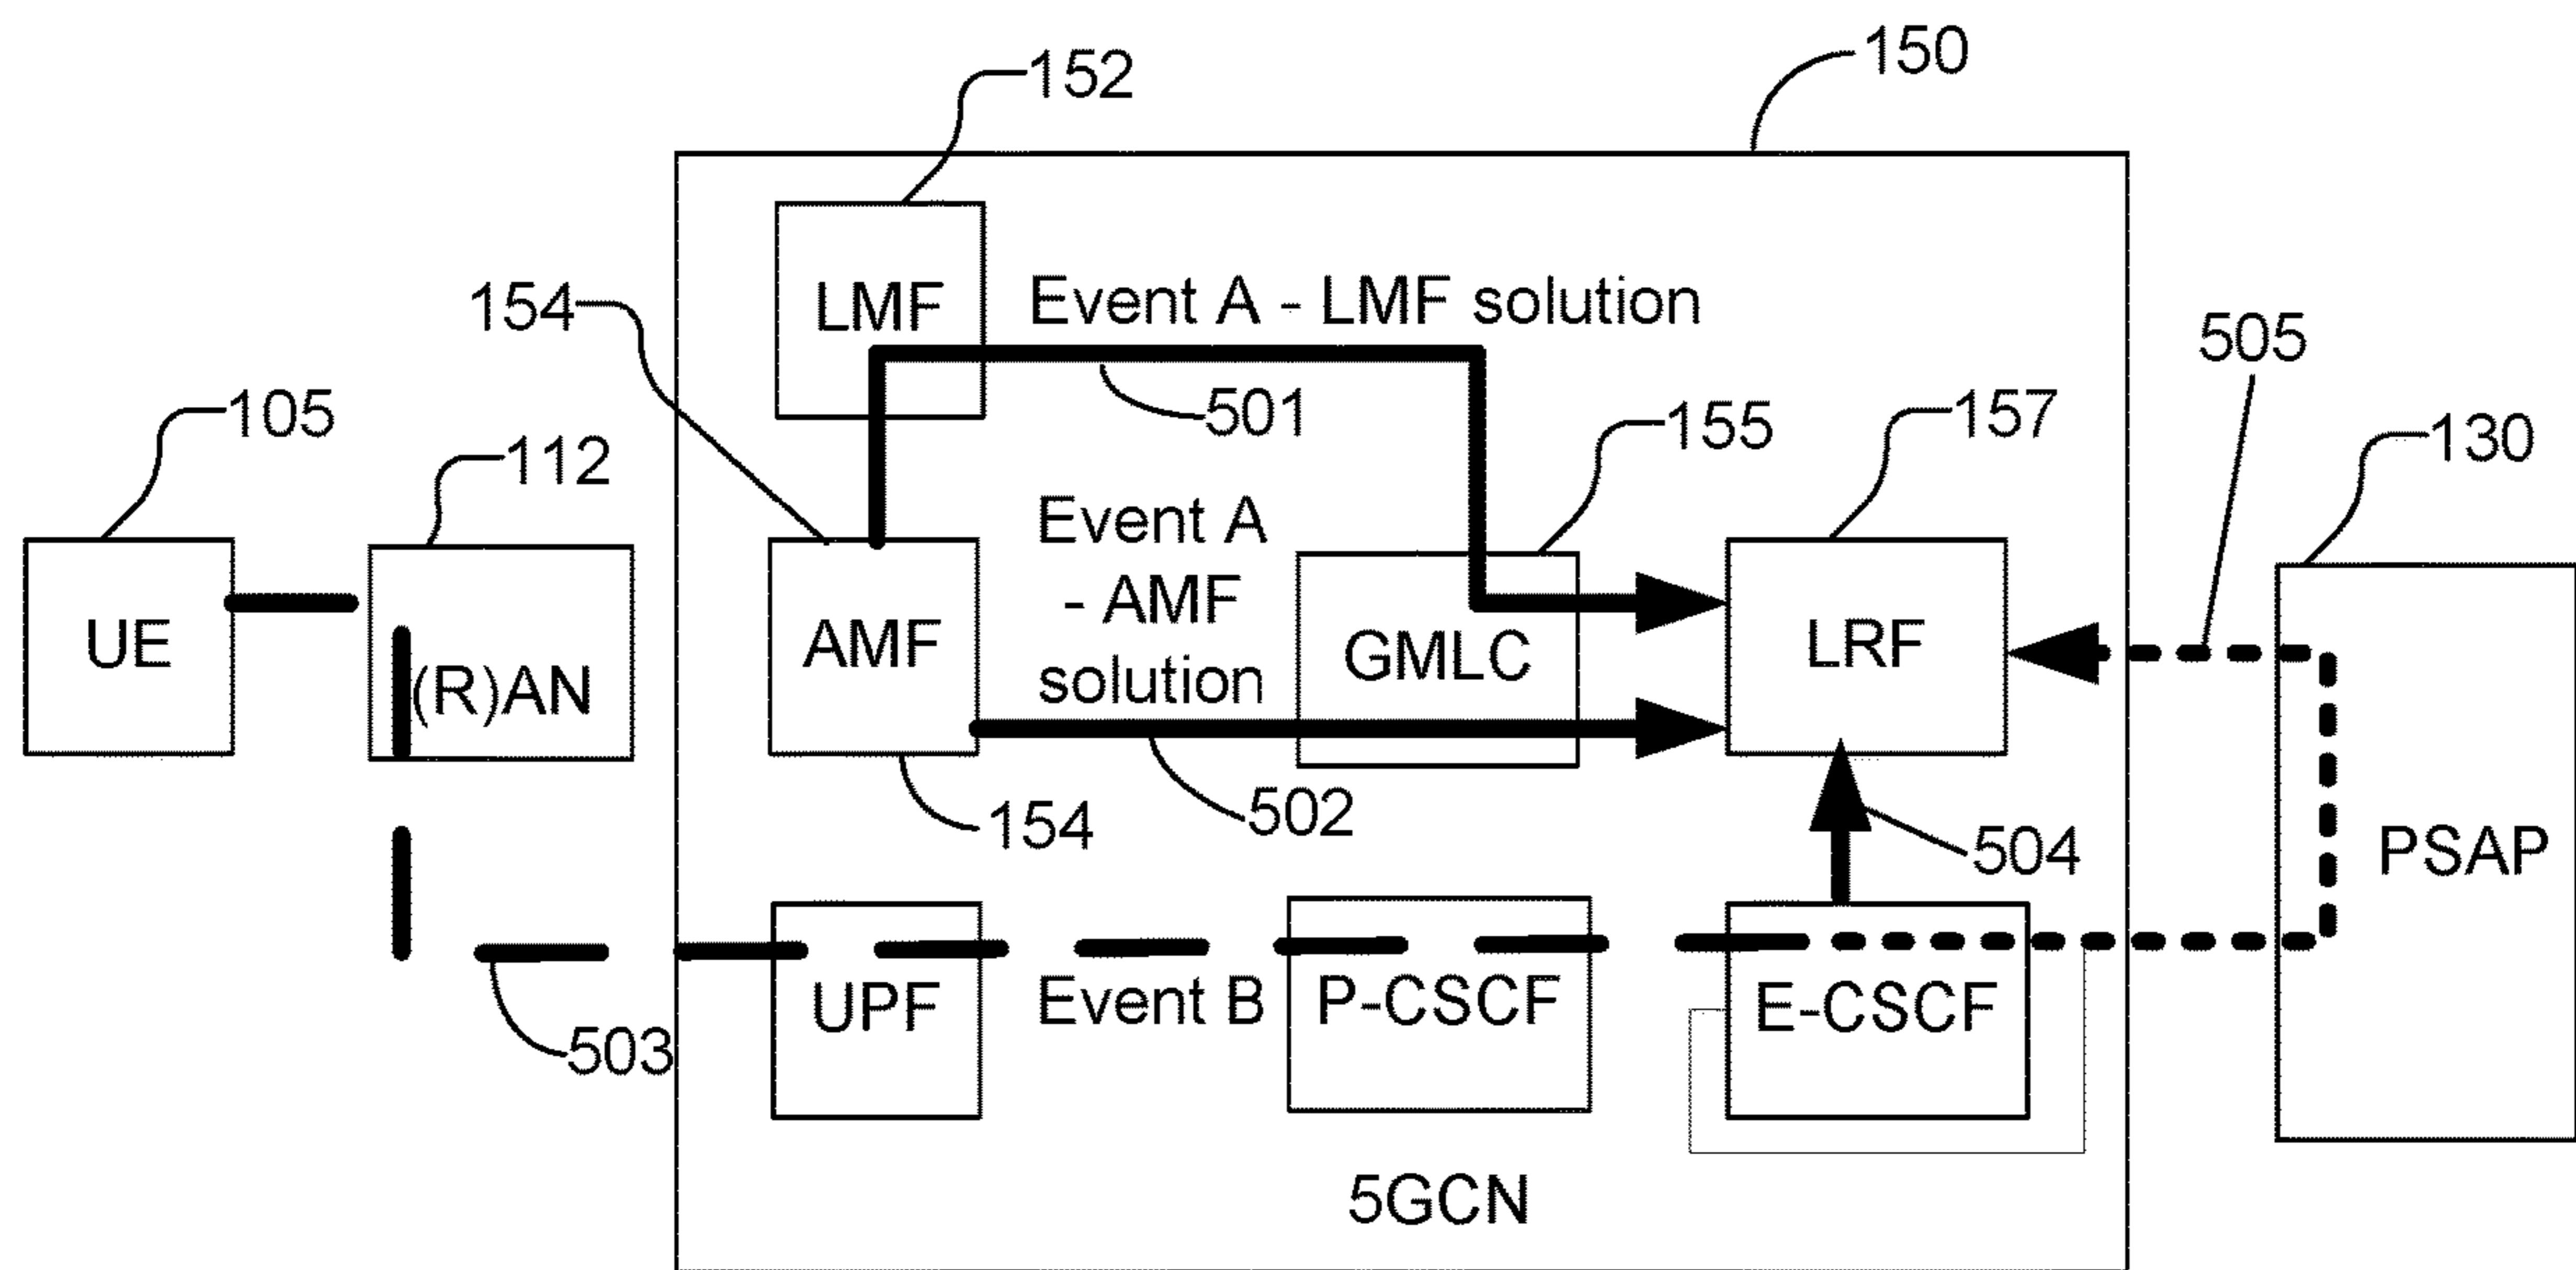 150
152
LMF
Event A - LMF solution
154
505
501
105
155
157
130
112
Event A
- AMF
solution
UE
(R)AN
AMF
GMLC
LRF
502
154
504
PSAP
503
UPF
Event B
P-CSCF
E-CSCF
5GCN